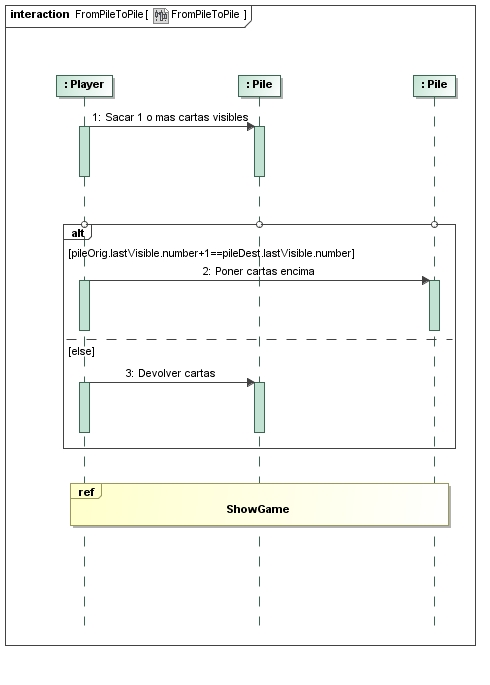 interaction FromPileToPile [ FromPileToPile ]
: Player
: Pile
: Pile
1: Sacar 1 o mas cartas visibles
alt
[pileOrig.lastVisible.number+1==pileDest.lastVisible.number]
2: Poner cartas encima
[else]
3: Devolver cartas
ref
ShowGame